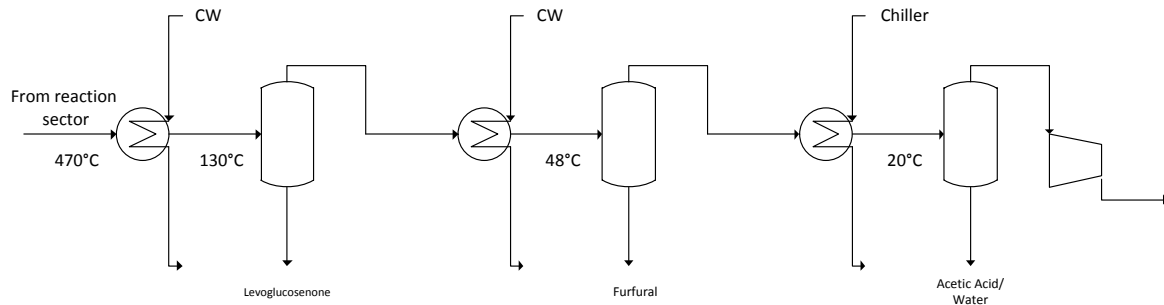 CW
CW
Chiller
From reaction
sector
470°C
130°C
48°C
20°C
Levoglucosenone
Furfural
Acetic Acid/
Water